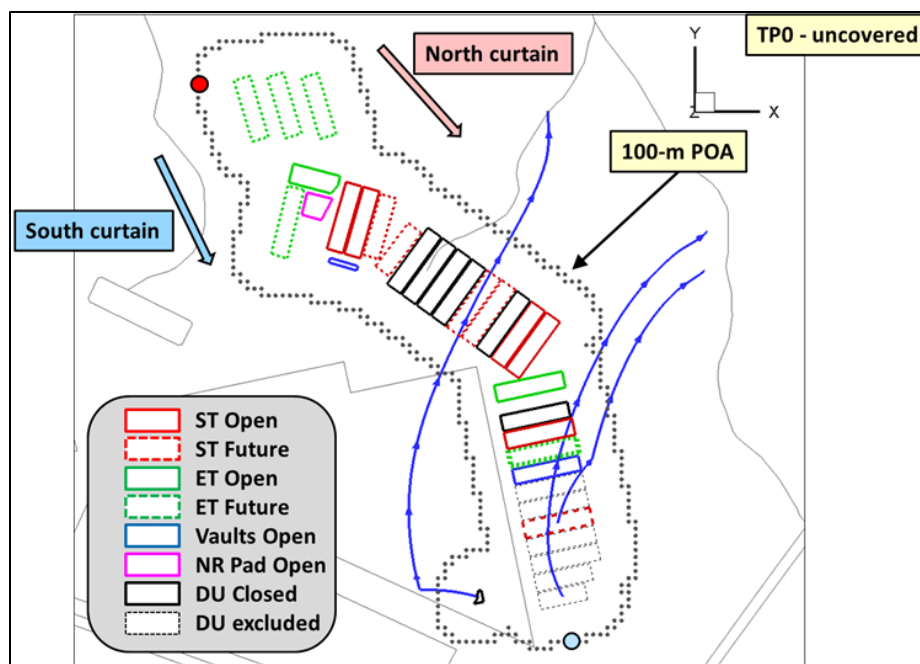 North curtain
TP0 - uncovered
Y
Z
X
100-m POA
South curtain
ST Open
ST Future
ET Open
ET Future
Vaults Open
NR Pad Open
DU Closed
DU excluded